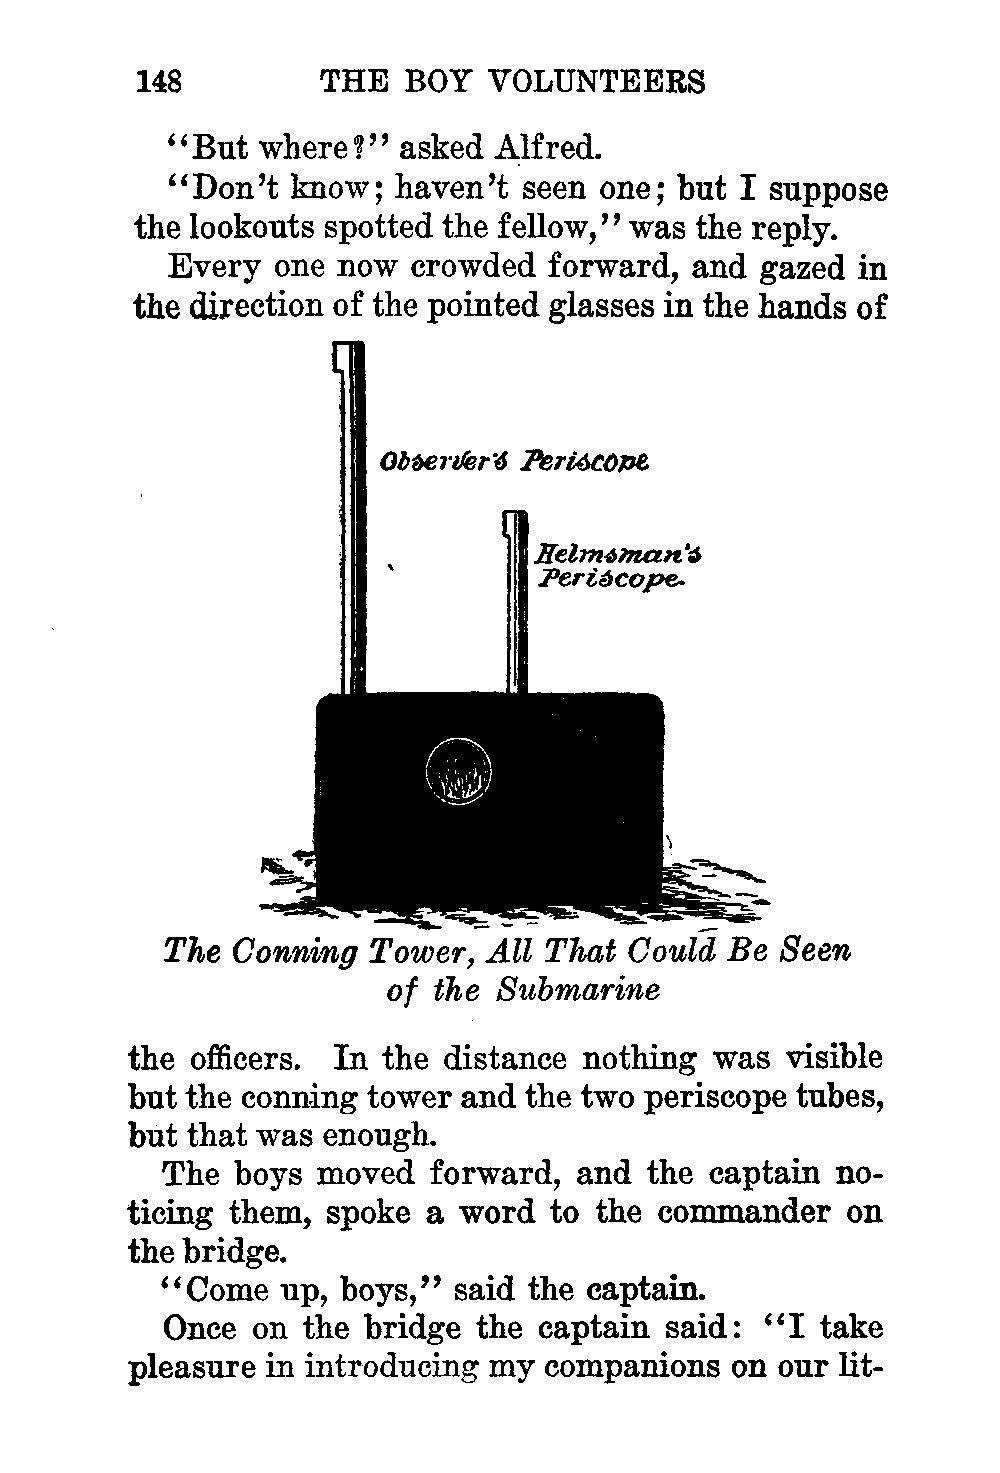 148 THE BOY VOLUNTEERS
“But where?” asked Alfred.
“Don’t know; haven’t seen one; but I suppose
the lookouts spotted the fellow,” was the reply.
Every one now crowded forward, and gazed in
the direction of the pointed glasses in the hands of
Observer's Periscope
Helmsman's
Periscope.
The Conning Tower, All That Could Be Seen
of the Submarine
the officers. In the distance nothing was visible
but the conning tower and the two periscope tubes,
but that was enough.
The boys moved forward, and the captain no-
ticing them, spoke a word to the commander on
the bridge.
“Come up, boys,” said the captain.
Once on the bridge the captain said: “I take
pleasure in introducing my companions on our lit-